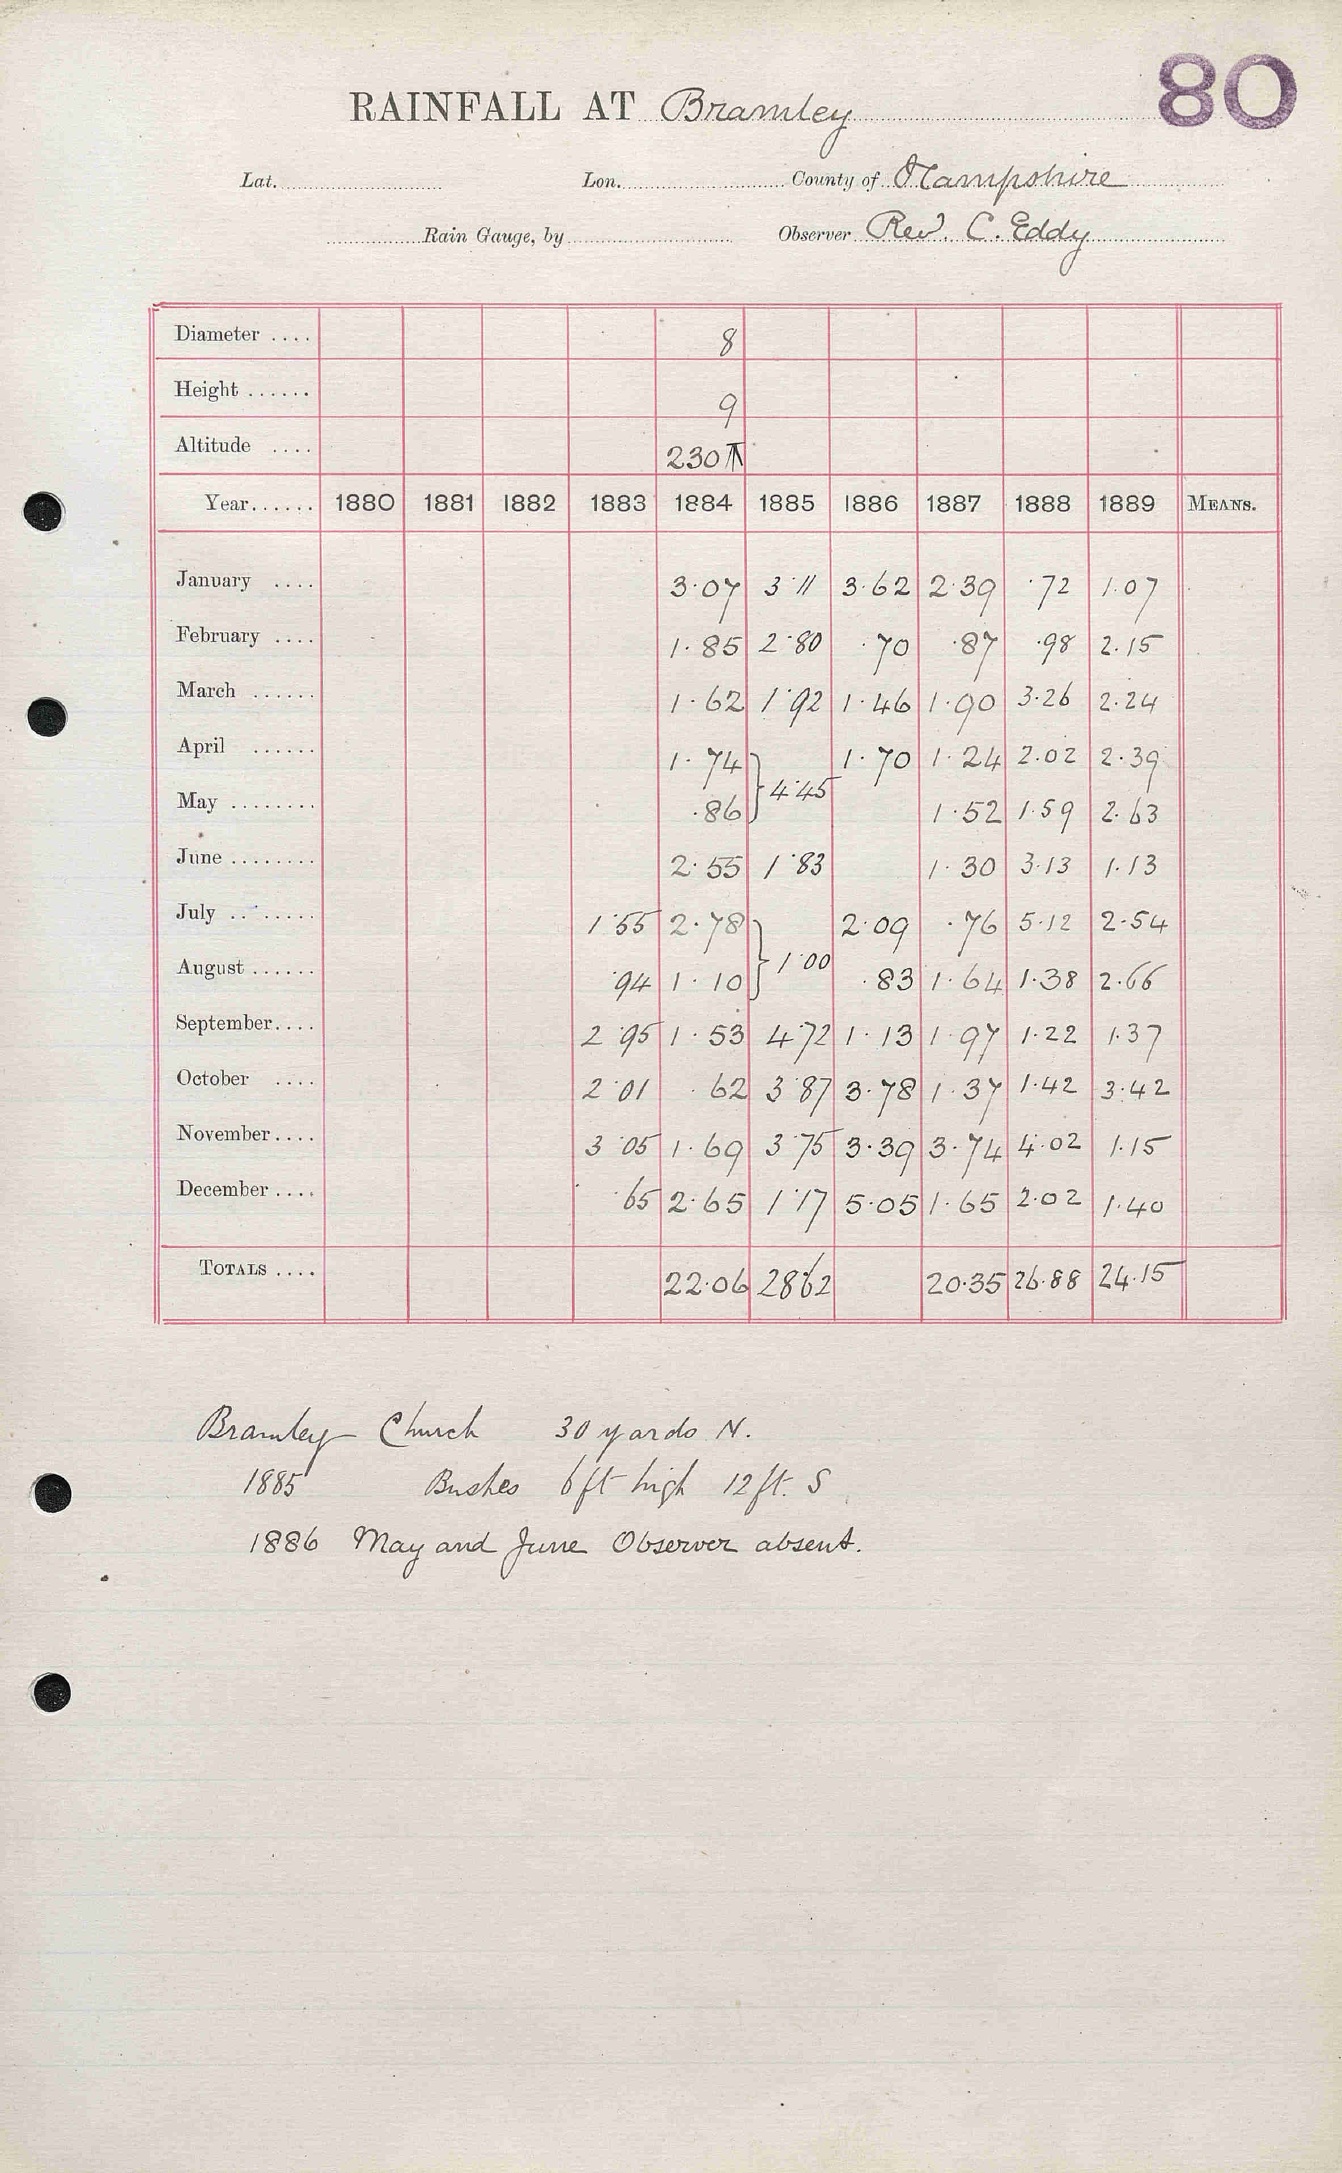 80
RAINFALL AT Bramley
Lat. Lon. County of Hampshire
Rain Gauge, by Observer Rev. C. Eddy
Diameter .... 8
Height ...... 9
Altitude .... 230
Year...... 1880 1881 1882 1883 1884 1885 1886 1887 1888 1889 MEANS.
January .... 3·07 3·11 3·62 2·39 ·72 1·07
February .... 1·85 2·80 ·70 ·87 ·98 2·15
March ...... 1·62 1·92 1·46 1·90 3·26 2·24
April ...... 1·74 } 4·45 1·70 1·24 2·02 2·39
May ........ ·86 1·52 1·59 2·63
June ........ 2·55 1·83 1·30 3·13 1·13
July ........ 1·55 2·78 } 1·00 2·09 ·76 5·12 2·54
August ...... ·94 1·10 ·83 1·64 1·38 2·66
September.... 2·95 1·53 4·72 1·13 1·97 1·22 1·37
October .... 2·01 ·62 3·87 3·78 1·37 1·42 3·42
November.... 3·05 1·69 3·75 3·39 3·74 4·02 1·15
December.... ·65 2·65 1·17 5·05 1·65 2·02 1·40
TOTALS .... 22·06 28·62 20·35 26·88 24·15
Bramley Church 30 yards N.
1885 Bushes 6 ft high 12 ft. S
1886 May and June Observer absent.